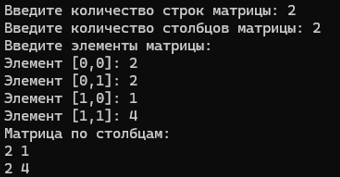 Введите количество строк матрицы: 2
Введите количество столбцов матрицы: 2
Введите элементы матрицы:
Элемент [0,0]: 2
Элемент [0,1]: 2
Элемент [1,0]: 1
Элемент [1,1]: 4
Матрица по столбцам:
2 1
2 4